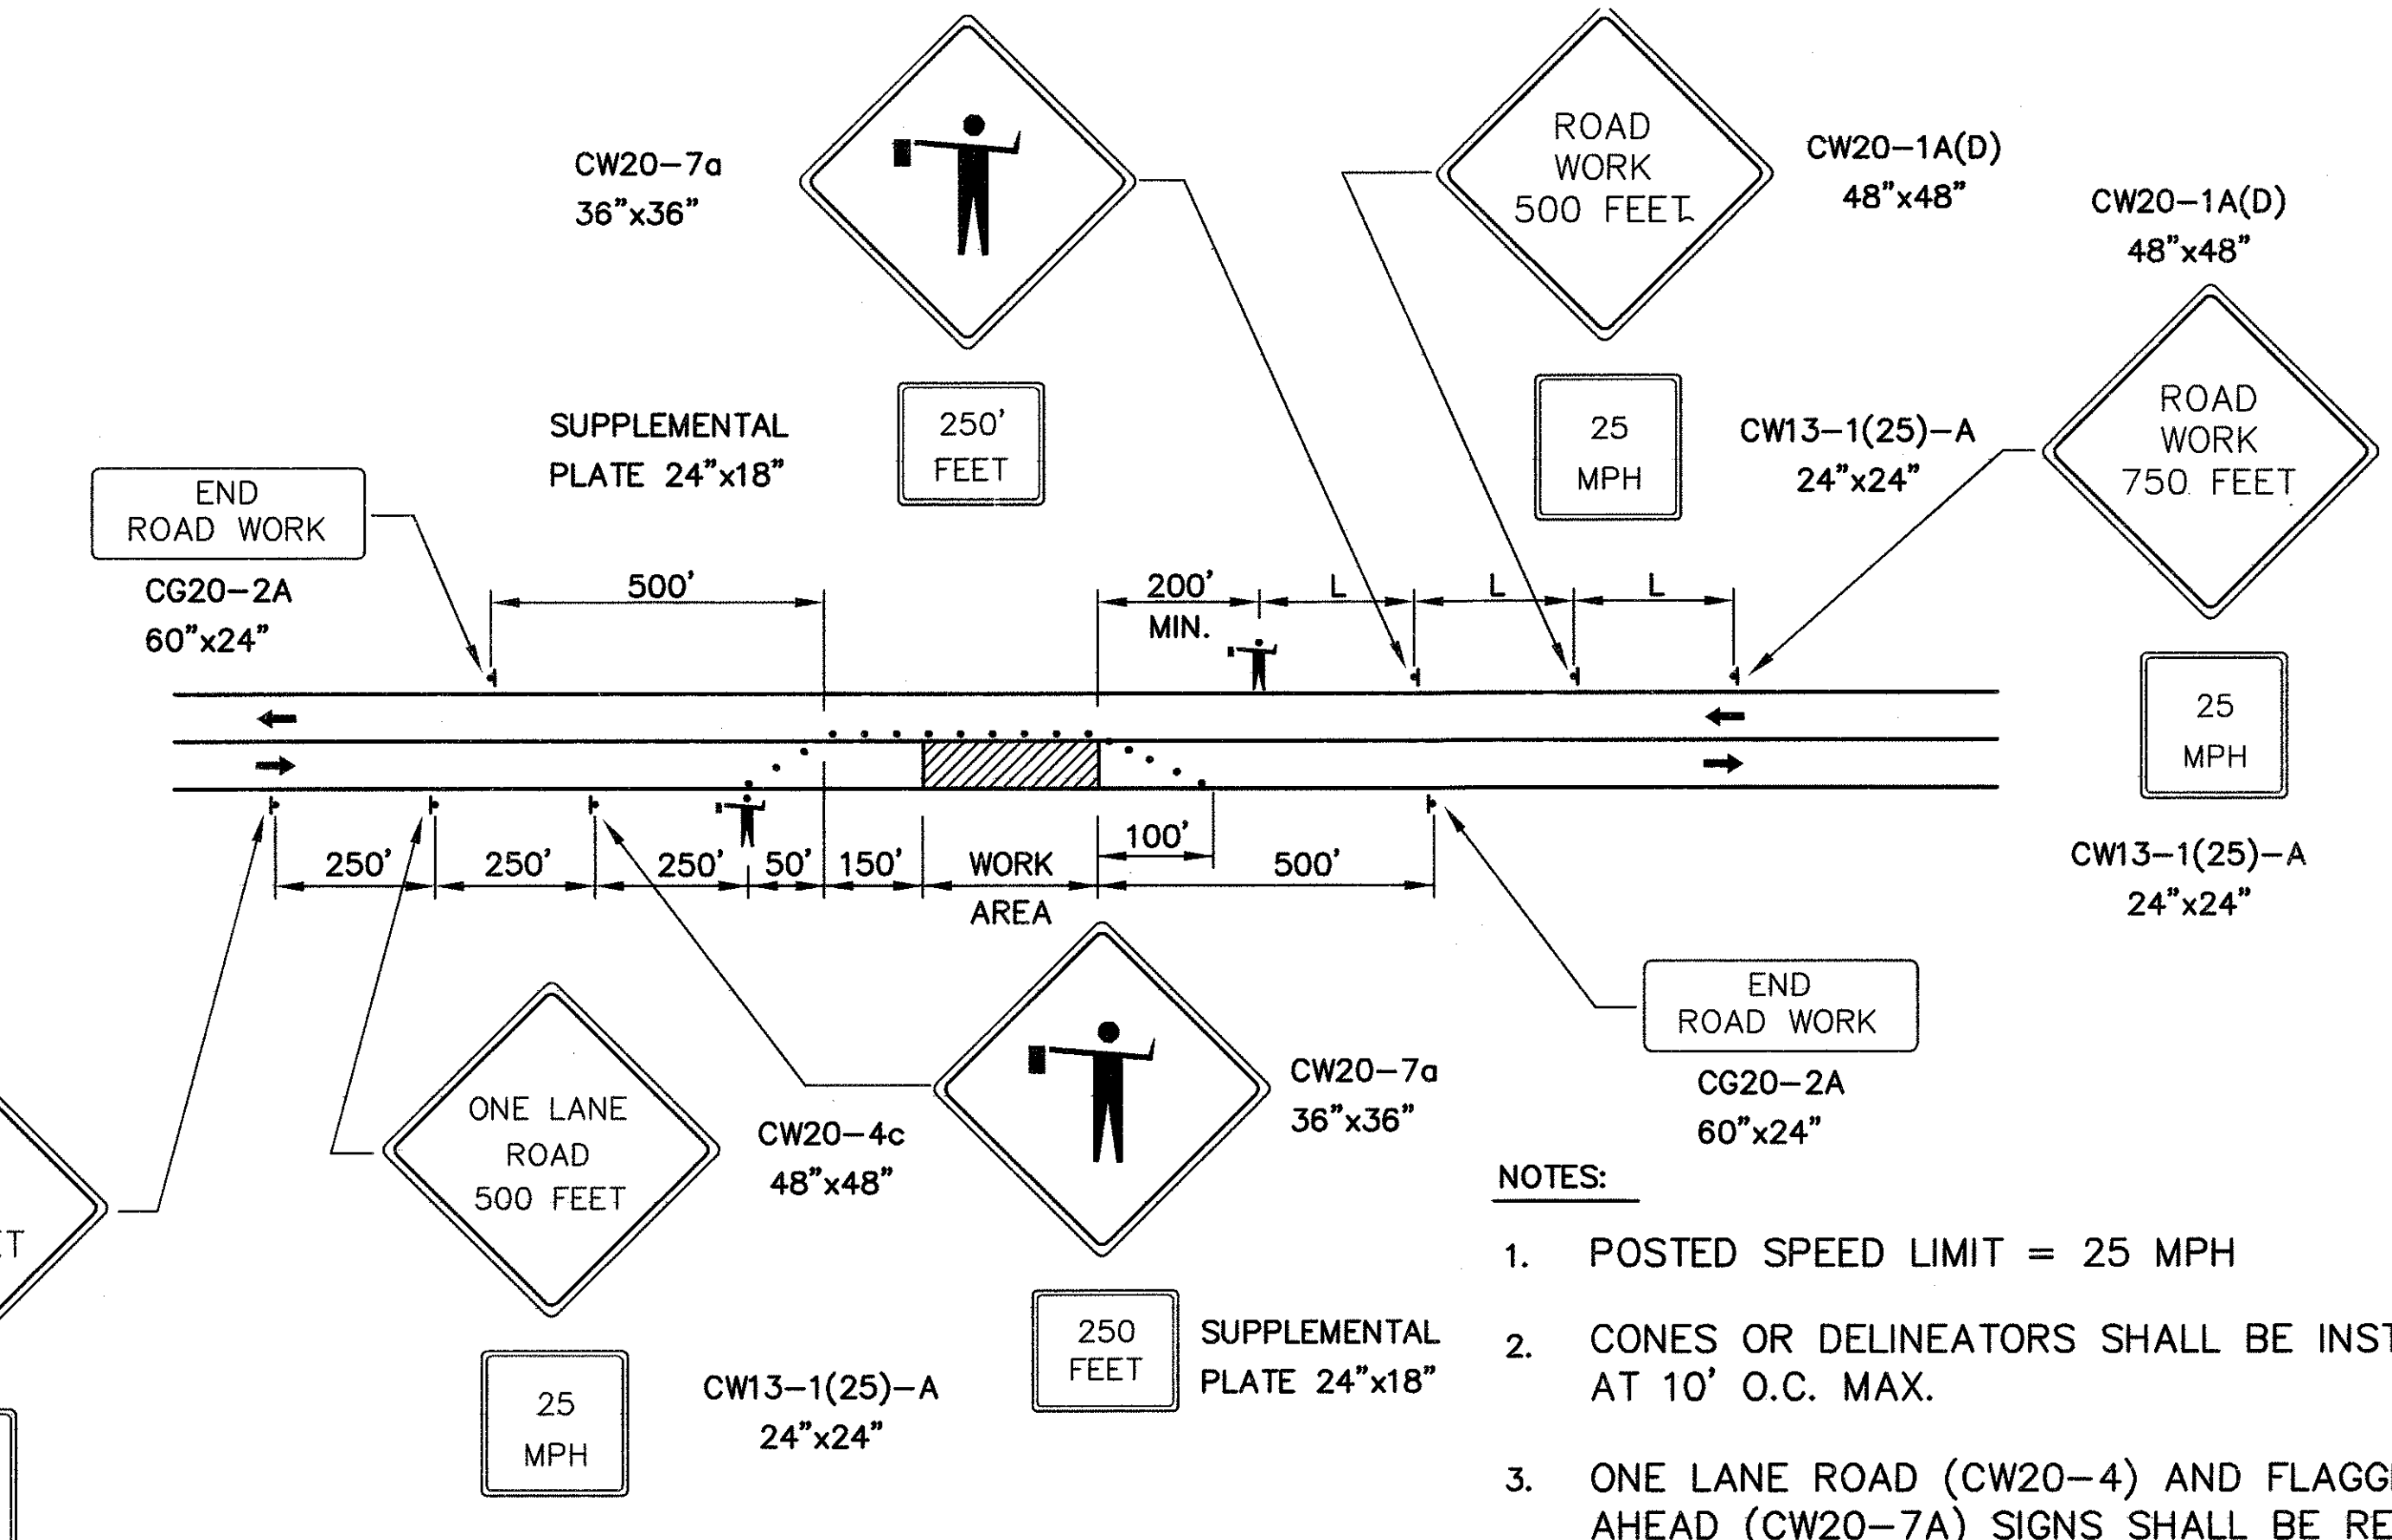 CW20-7a
36"x36"
ROAD
WORK
500 FEET
CW20-1A(D)
48"x48"
CW20-1A(D)
48"x48"
SUPPLEMENTAL
PLATE 24"x18"
250'
FEET
25
MPH
CW13-1(25)-A
24"x24"
ROAD
WORK
750 FEET
END
ROAD WORK
CG20-2A
60"x24"
500'
200'
MIN.
L
L
L
25
MPH
CW13-1(25)-A
24"x24"
250'
250'
250'
50'
150'
WORK
AREA
100'
500'
END
ROAD WORK
CG20-2A
60"x24"
ONE LANE
ROAD
500 FEET
CW20-4c
48"x48"
CW20-7a
36"x36"
25
MPH
CW13-1(25)-A
24"x24"
250
FEET
SUPPLEMENTAL
PLATE 24"x18"
NOTES:
1. POSTED SPEED LIMIT = 25 MPH
2. CONES OR DELINEATORS SHALL BE
AT 10' O.C. MAX.
3. ONE LANE ROAD (CW20-4) AND
AHEAD (CW20-7A) SIGNS SHALL BE